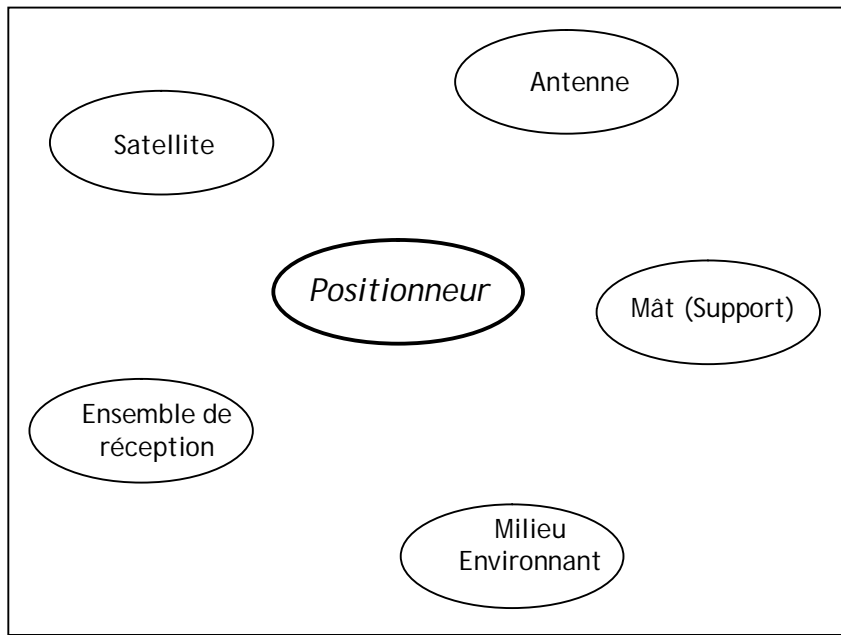 Antenne
Satellite
Positionneur
Mât (Support)
Ensemble de
réception
Milieu
Environnant